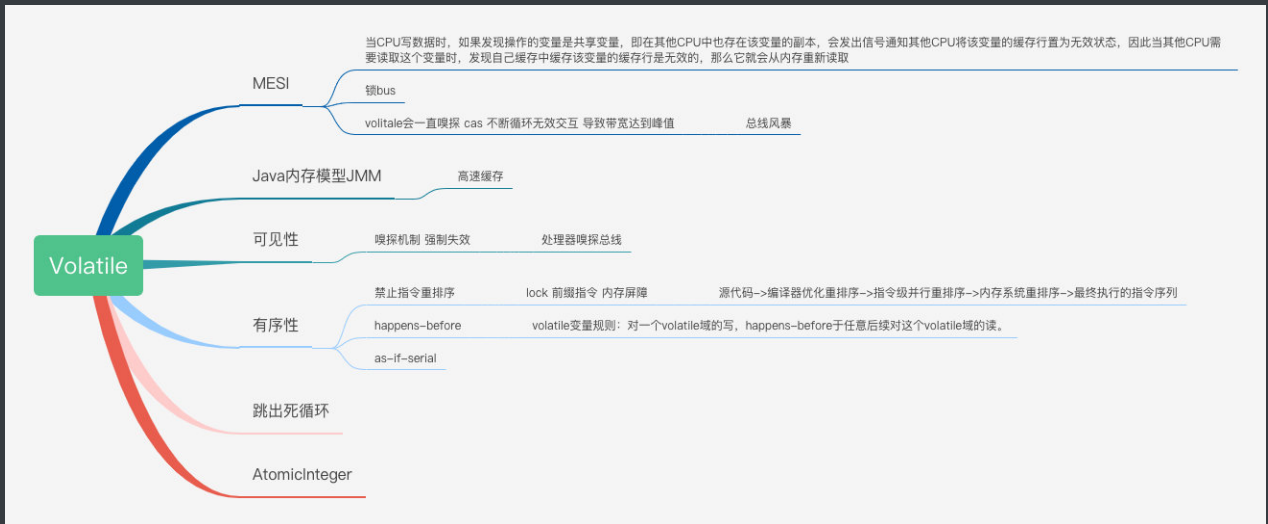 当CPU写数据时，如果发现操作的变量是共享变量，即在其他CPU中也存在该变量的副本，会发出信号通知其他CPU将该变量的缓存行置为无效状态，因此当其他CPU需
要读取这个变量时，发现自己缓存中缓存该变量的缓存行是无效的，那么它就会从内存重新读取
MESI
锁bus
volitale会一直嗅探 cas 不断循环无效交互 导致带宽达到峰值 总线风暴
Java内存模型JMM 高速缓存
可见性 嗅探机制 强制失效 处理器嗅探总线
Volatile
禁止指令重排序 lock 前缀指令 内存屏障 源代码->编译器优化重排序->指令级并行重排序->内存系统重排序->最终执行的指令序列
有序性 happens-before volatile变量规则：对一个volatile域的写，happens-before于任意后续对这个volatile域的读。
as-if-serial
跳出死循环
AtomicInteger